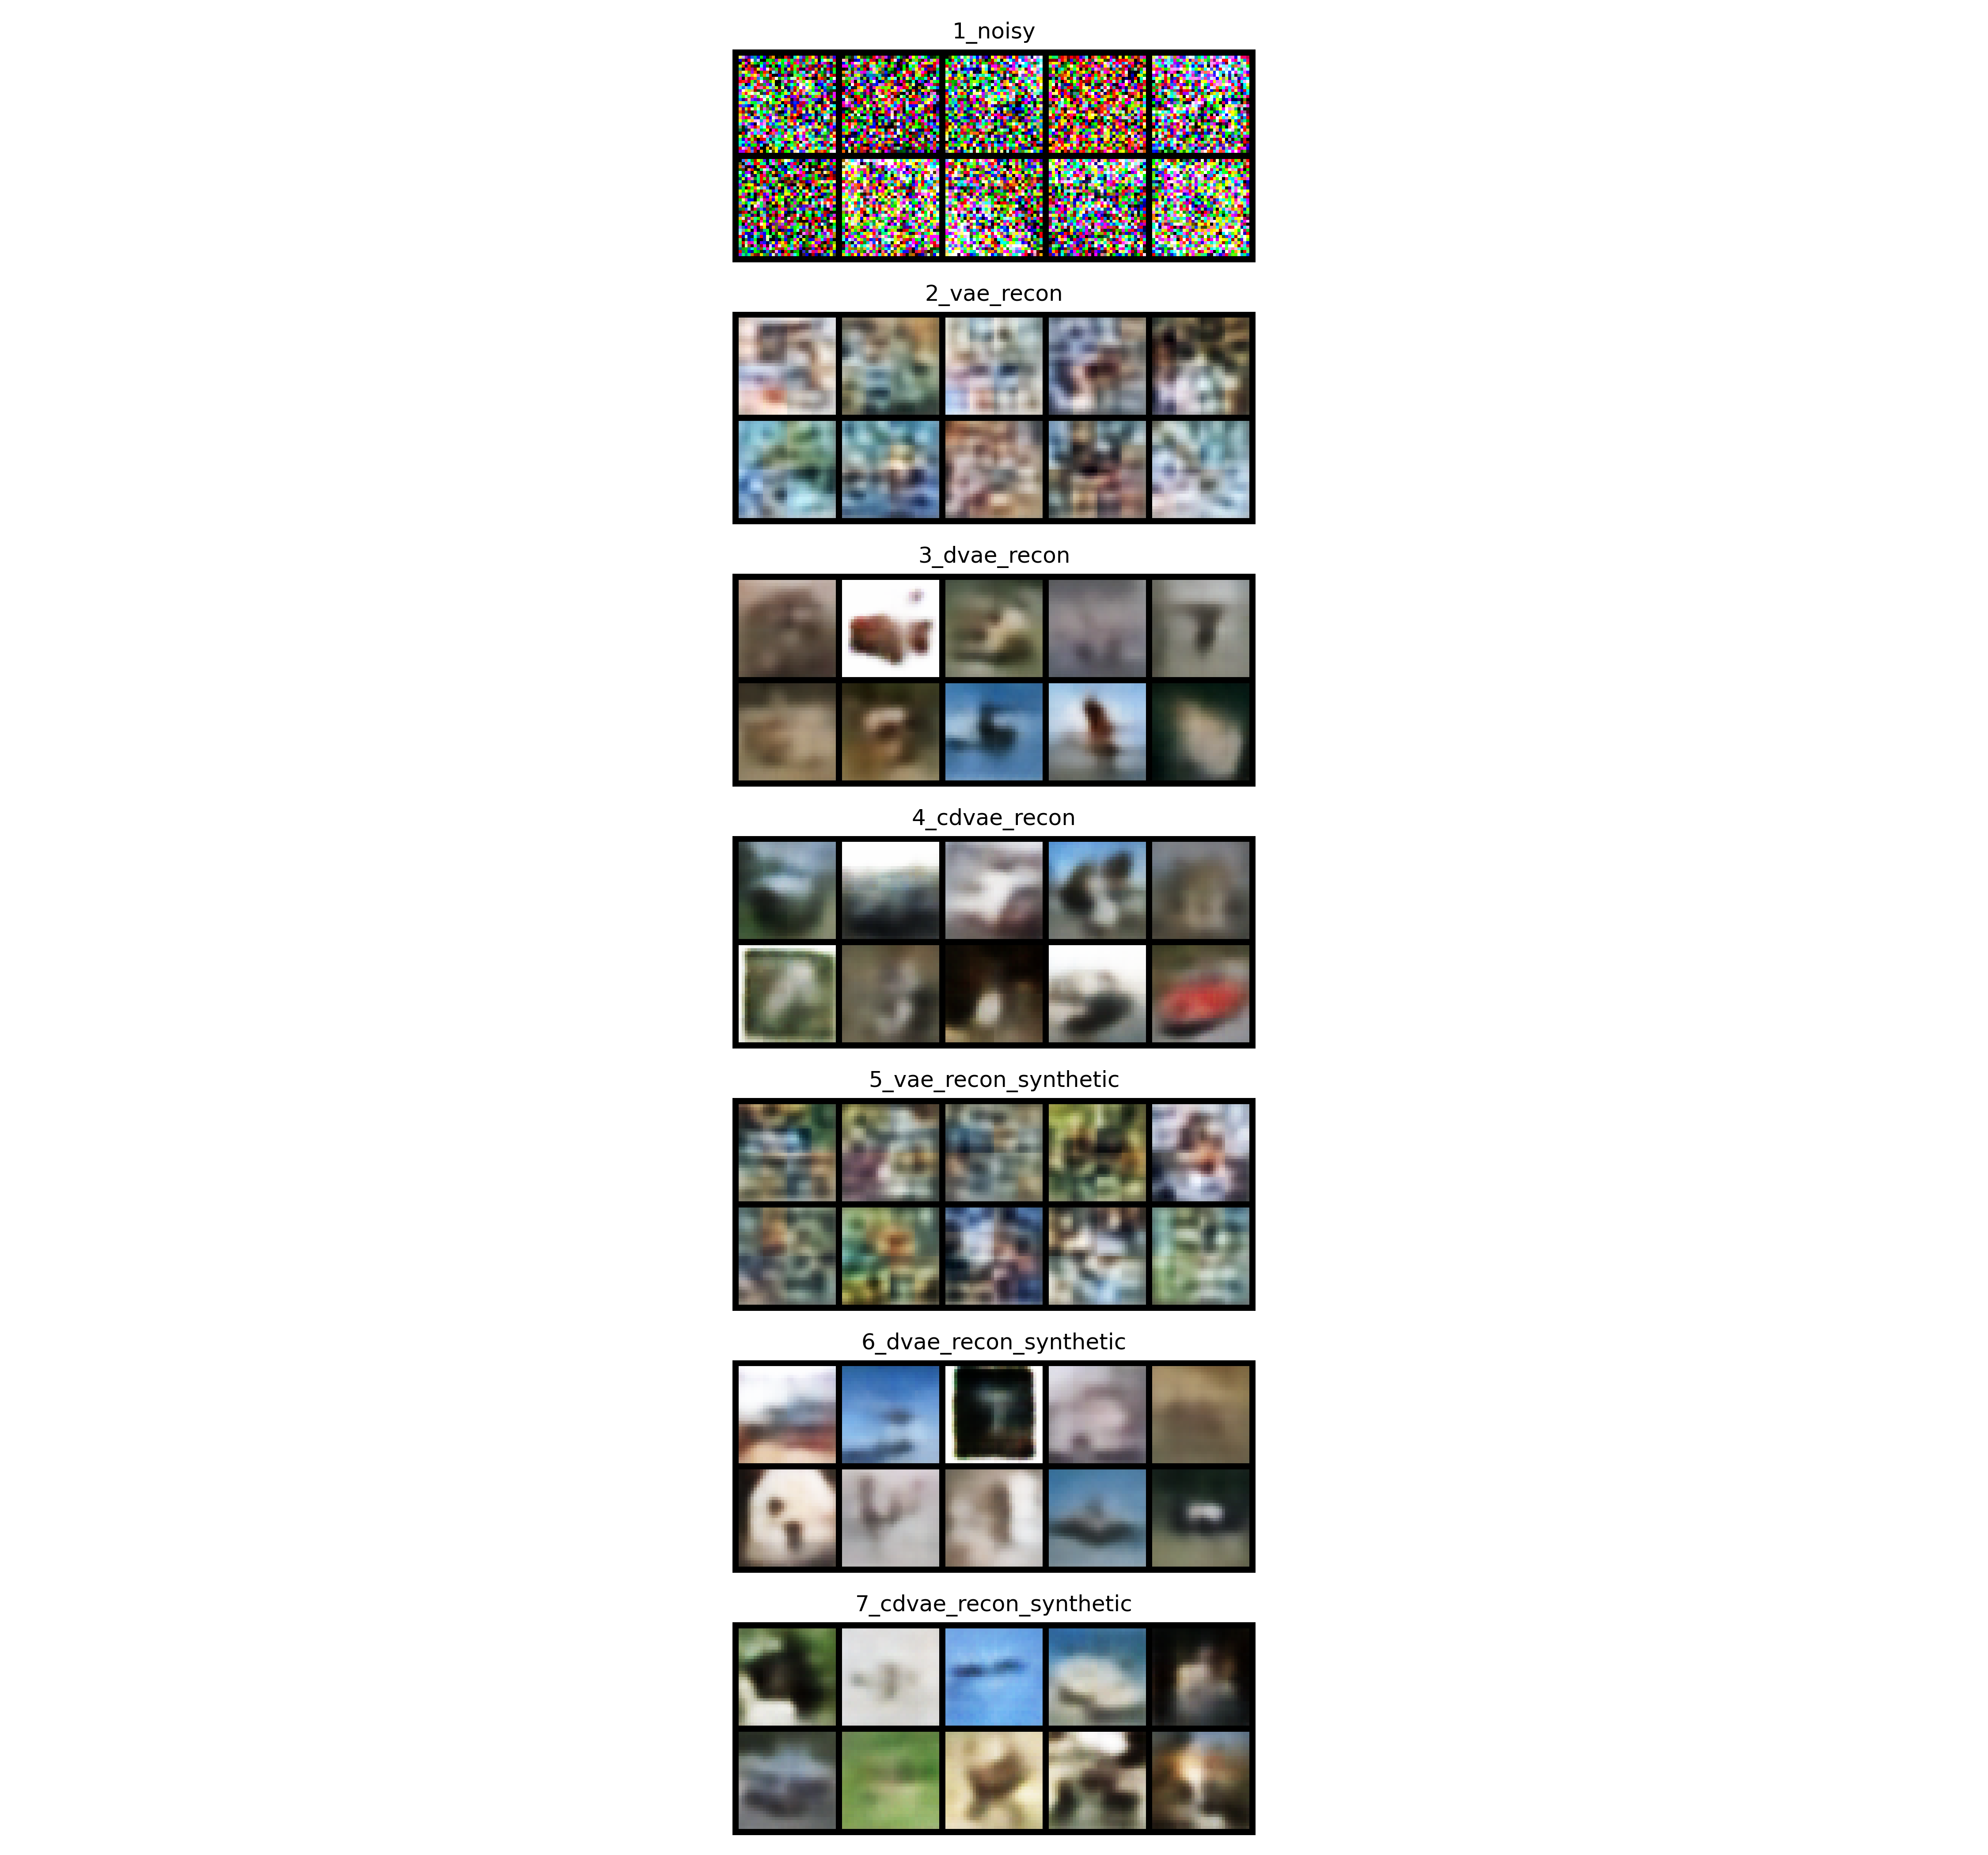 1_noisy
2_vae_recon
3_dvae_recon
4_cdvae_recon
5_vae_recon_synthetic
6_dvae_recon_synthetic
7_cdvae_recon_synthetic